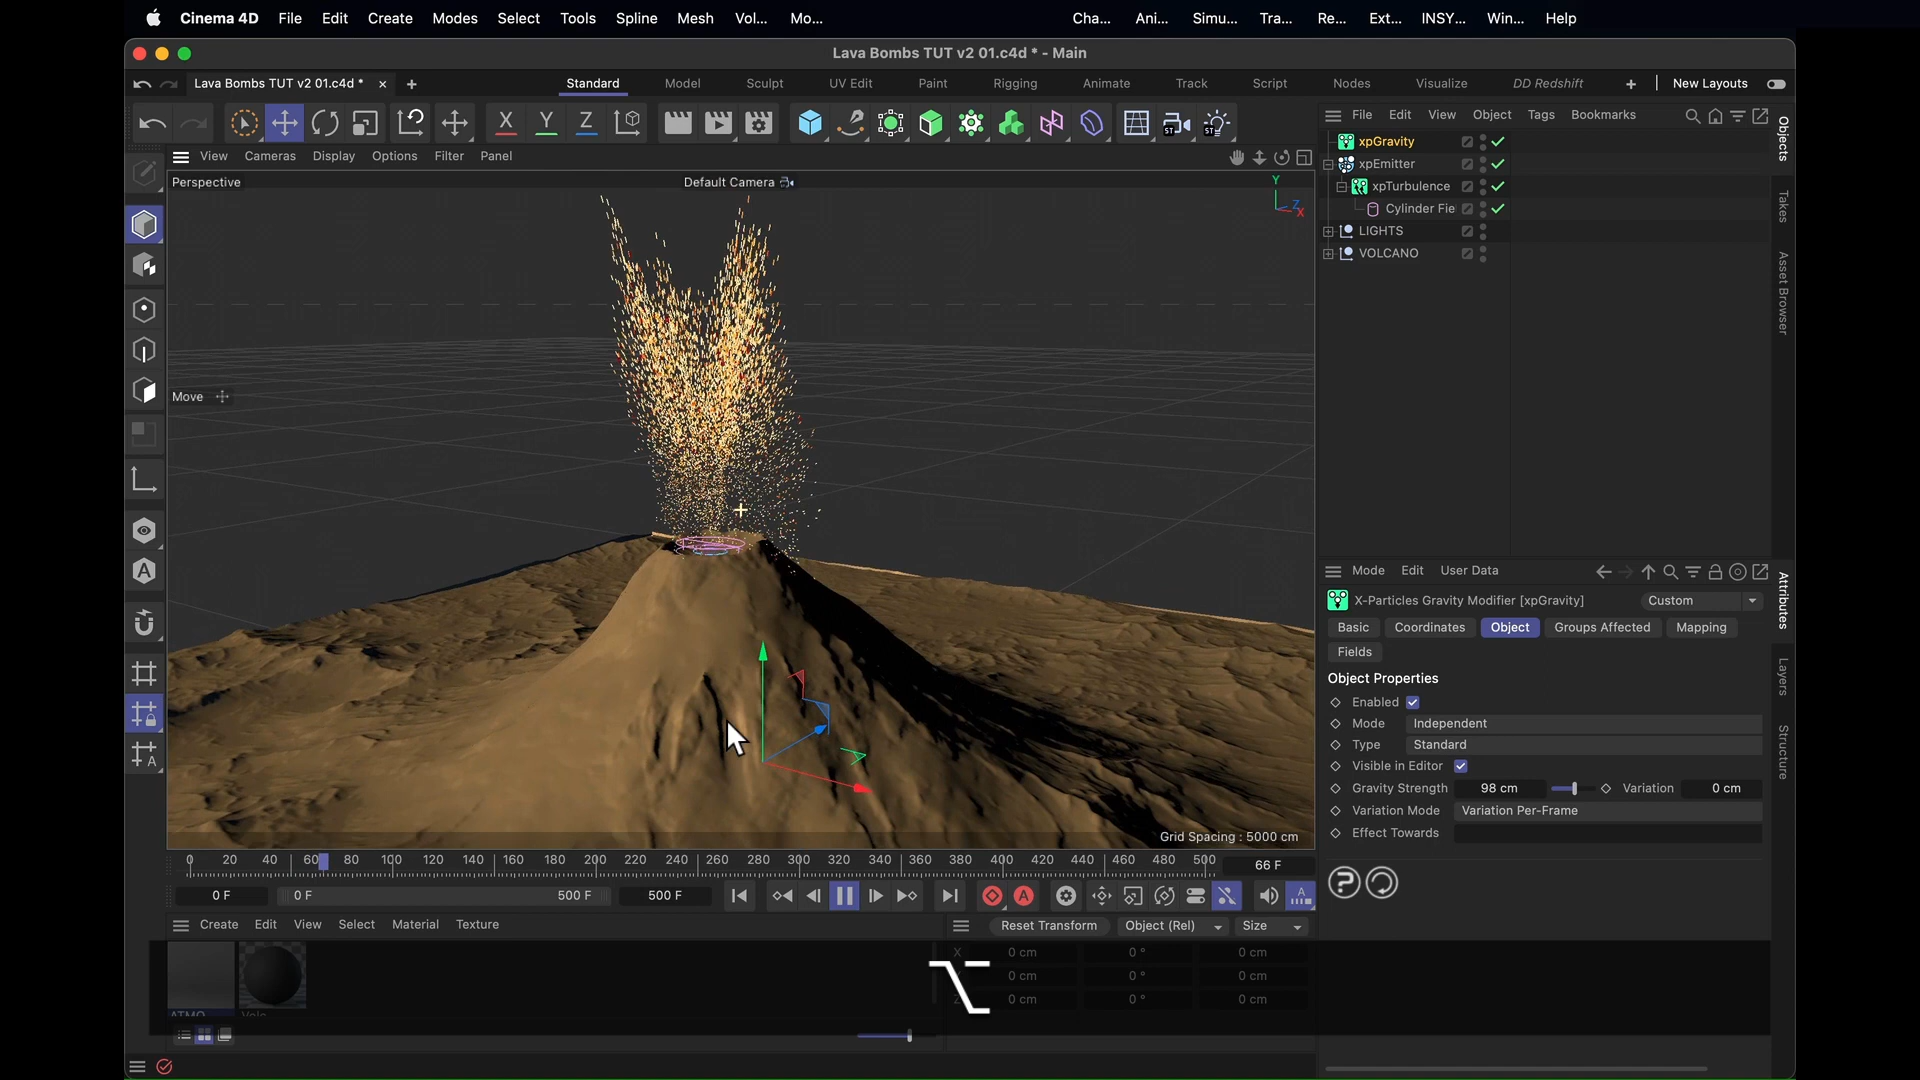 Cinema 4D File Edit Create Modes Select Tools Spline Mesh Vol... Mo... Cha... Ani... Simu... Tra... Re... Ext... INSY... Win... Help
Lava Bombs TUT v2 01.c4d * - Main
Lava Bombs TUT v2 01.c4d * × + Standard Model Sculpt UV Edit Paint Rigging Animate Track Script Nodes Visualize DD Redshift + New Layouts
X Y Z ST ST
File Edit View Object Tags Bookmarks
View Cameras Display Options Filter Panel
Perspective Default Camera
Y Z X
Move
Grid Spacing : 5000 cm
xpGravity
xpEmitter
xpTurbulence
Cylinder Fie
LIGHTS
VOLCANO
Objects
Takes
Asset Browser
Attributes
Layers
Structure
Mode Edit User Data
X-Particles Gravity Modifier [xpGravity] Custom
Basic Coordinates Object Groups Affected Mapping
Fields
Object Properties
Enabled
Mode Independent
Type Standard
Visible in Editor
Gravity Strength 98 cm Variation 0 cm
Variation Mode Variation Per-Frame
Effect Towards
0 20 40 60 80 100 120 140 160 180 200 220 240 260 280 300 320 340 360 380 400 420 440 460 480 500 66 F
0 F 0 F 500 F 500 F
Create Edit View Select Material Texture
Reset Transform Object (Rel) Size
X 0 cm 0 ° 0 cm
0 cm 0 ° 0 cm
Z 0 cm 0 ° 0 cm
ATMO Volc